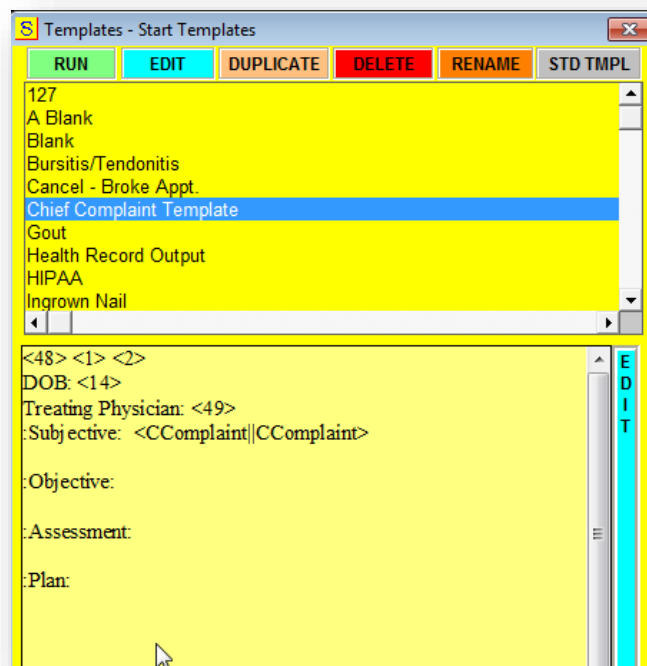 S Templates - Start Templates
RUN EDIT DUPLICATE DELETE RENAME STD TMPL
127
A Blank
Blank
Bursitis/Tendonitis
Cancel - Broke Appt.
Chief Complaint Template
Gout
Health Record Output
HIPAA
Ingrown Nail
<48> <1> <2>
DOB: <14>
Treating Physician: <49>
:Subjective: <CComplaint||CComplaint>
:Objective:
:Assessment:
:Plan:
E
D
I
T